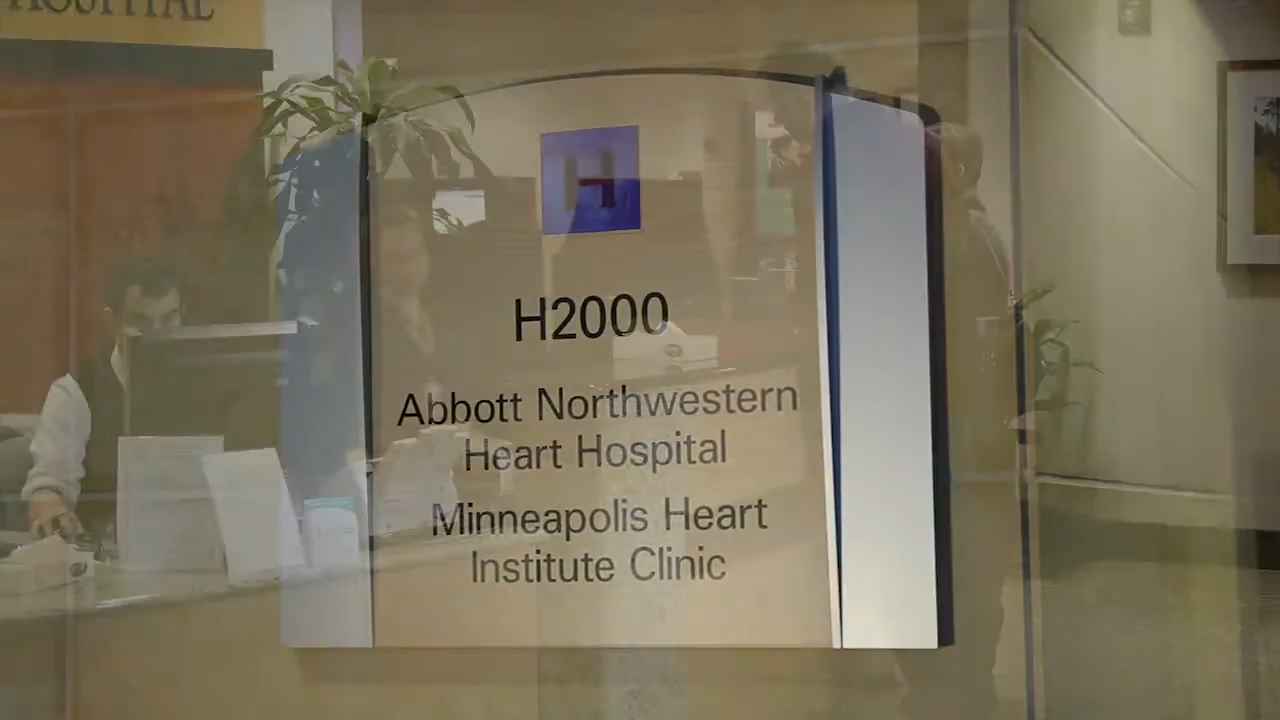 HOSPITAL
H
H2000
Abbott Northwestern
Heart Hospital
Minneapolis Heart
Institute Clinic